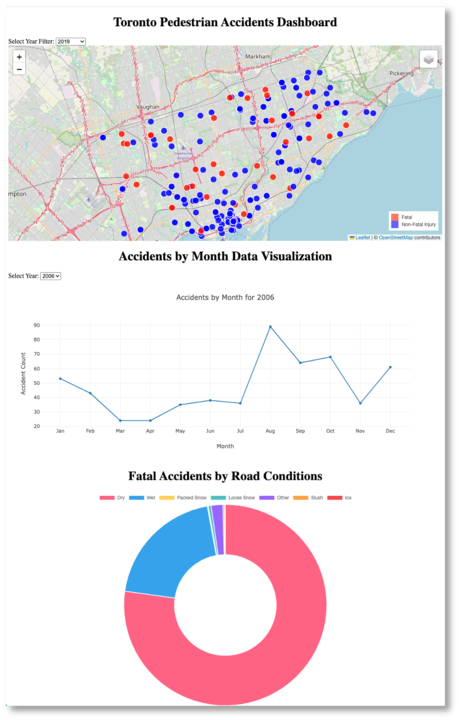 Toronto Pedestrian Accidents Dashboard
Select Year Filter: 2019
+
−
Markham
Pickering
Vaughan
mpton
Fatal
Non-Fatal Injury
Leaflet | © OpenStreetMap contributors
Accidents by Month Data Visualization
Select Year: 2006
Accidents by Month for 2006
90
80
70
60
50
40
30
20
Accident Count
Jan Feb Mar Apr May Jun Jul Aug Sep Oct Nov Dec
Month
Fatal Accidents by Road Conditions
Dry Wet Packed Snow Loose Snow Other Slush Ice